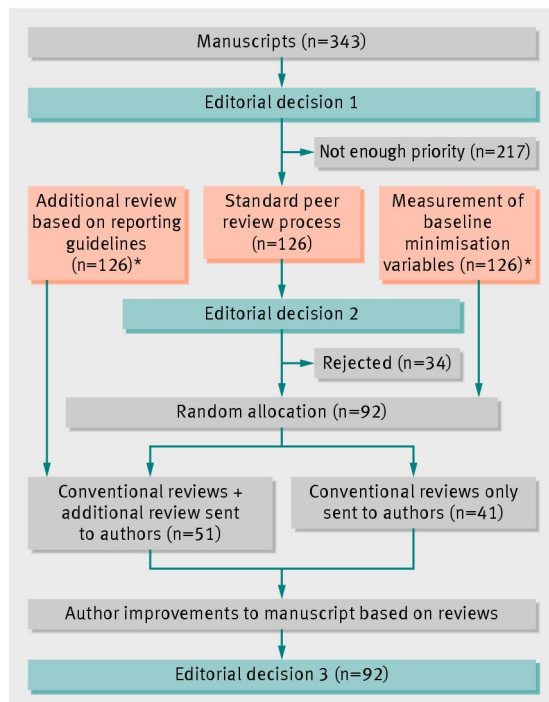 Manuscripts (n=343)
Editorial decision 1
Not enough priority (n=217)
Additional review
based on reporting
guidelines
(n=126)*
Standard peer
review process
(n=126)
Measurement of
baseline
minimisation
variables (n=126)*
Editorial decision 2
Rejected (n=34)
Random allocation (n=92)
Conventional reviews +
additional review sent
to authors (n=51)
Conventional reviews only
sent to authors (n=41)
Author improvements to manuscript based on reviews
Editorial decision 3 (n=92)